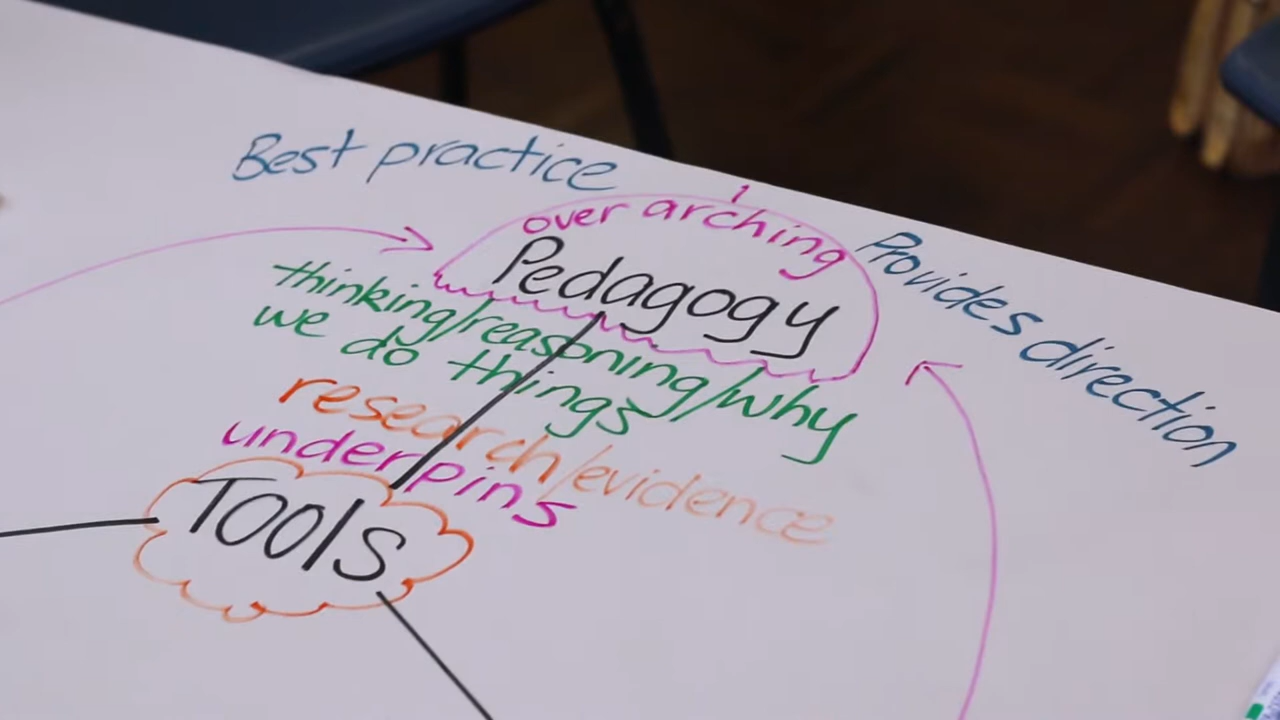 Best practice
over arching
Pedagogy
Provides direction
thinking/reasoning/why
we do things
research/evidence
underpins
Tools